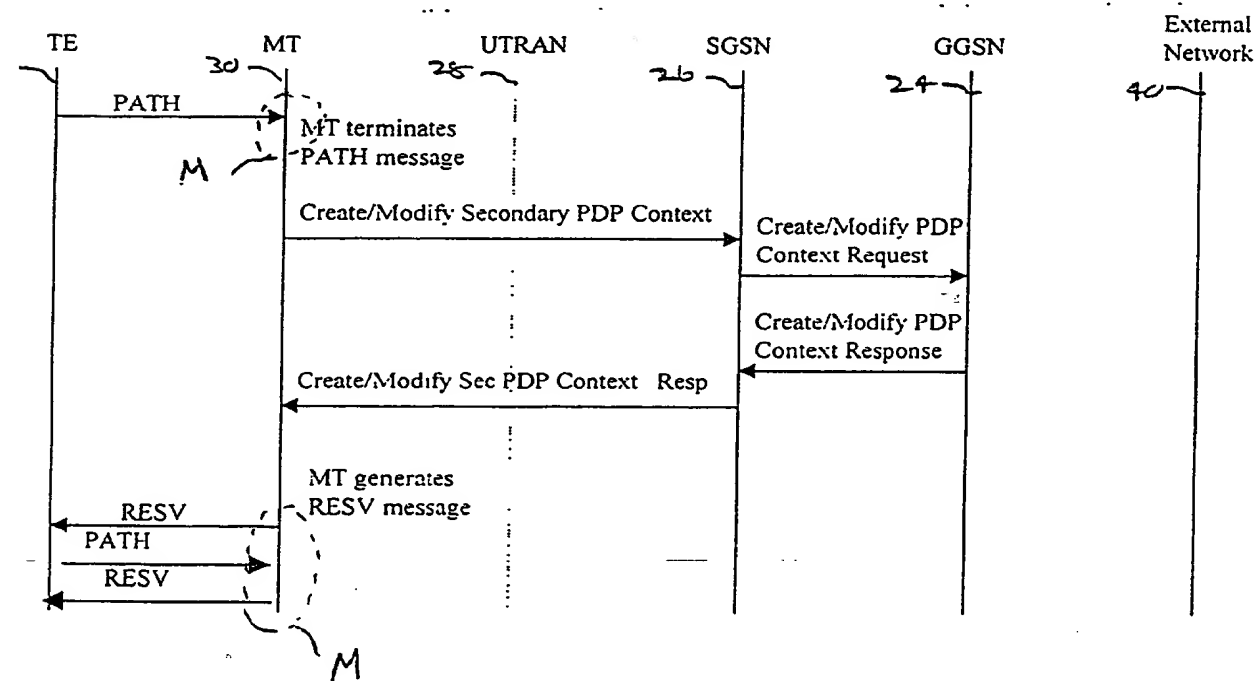 External
Network
TE
MT
UTRAN
SGSN
GGSN
30
28
26
24
40
PATH
MT terminates
PATH message
M
Create/Modify Secondary PDP Context
Create/Modify PDP
Context Request
Create/Modify PDP
Context Response
Create/Modify Sec PDP Context Resp
MT generates
RESV message
RESV
PATH
RESV
M